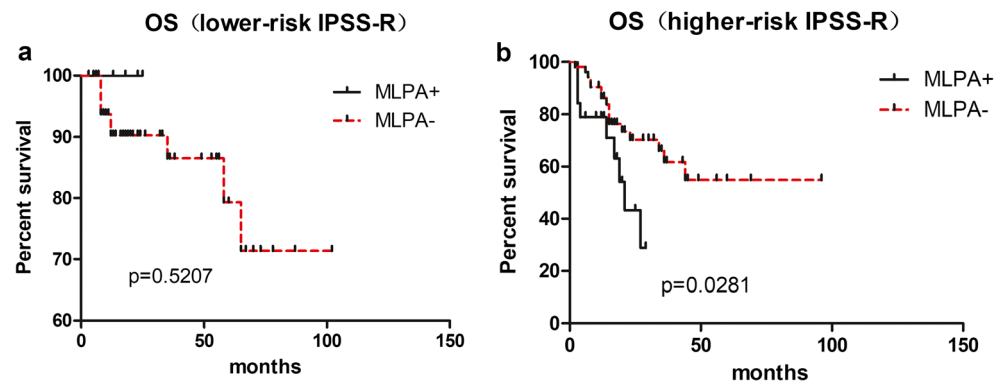 OS（lower-risk IPSS-R）
a
100
90
80
70
60
Percent survival
MLPA+
MLPA-
p=0.5207
0 50 100 150
months
OS（higher-risk IPSS-R）
b
100
80
60
40
20
0
Percent survival
MLPA+
MLPA-
p=0.0281
0 50 100 150
months